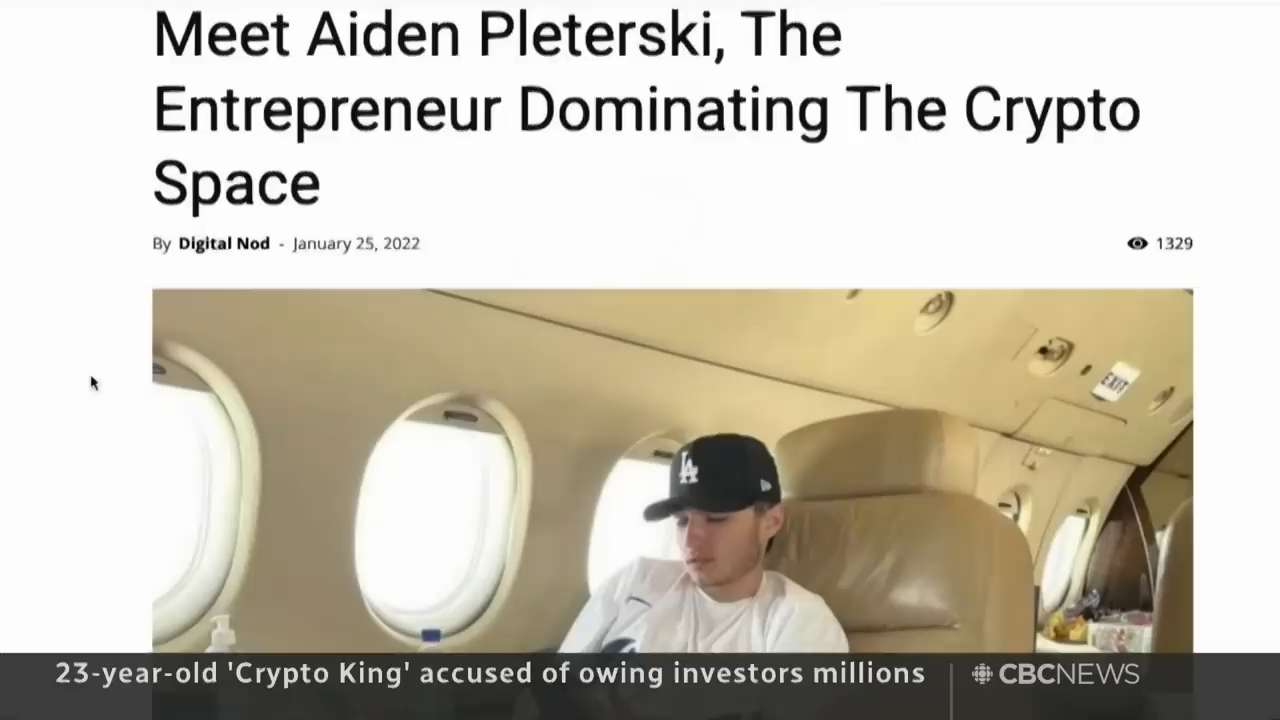 Meet Aiden Pleterski, The
Entrepreneur Dominating The Crypto
Space
By Digital Nod - January 25, 2022
1329
EXIT
LA
23-year-old 'Crypto King' accused of owing investors millions
CBCNEWS